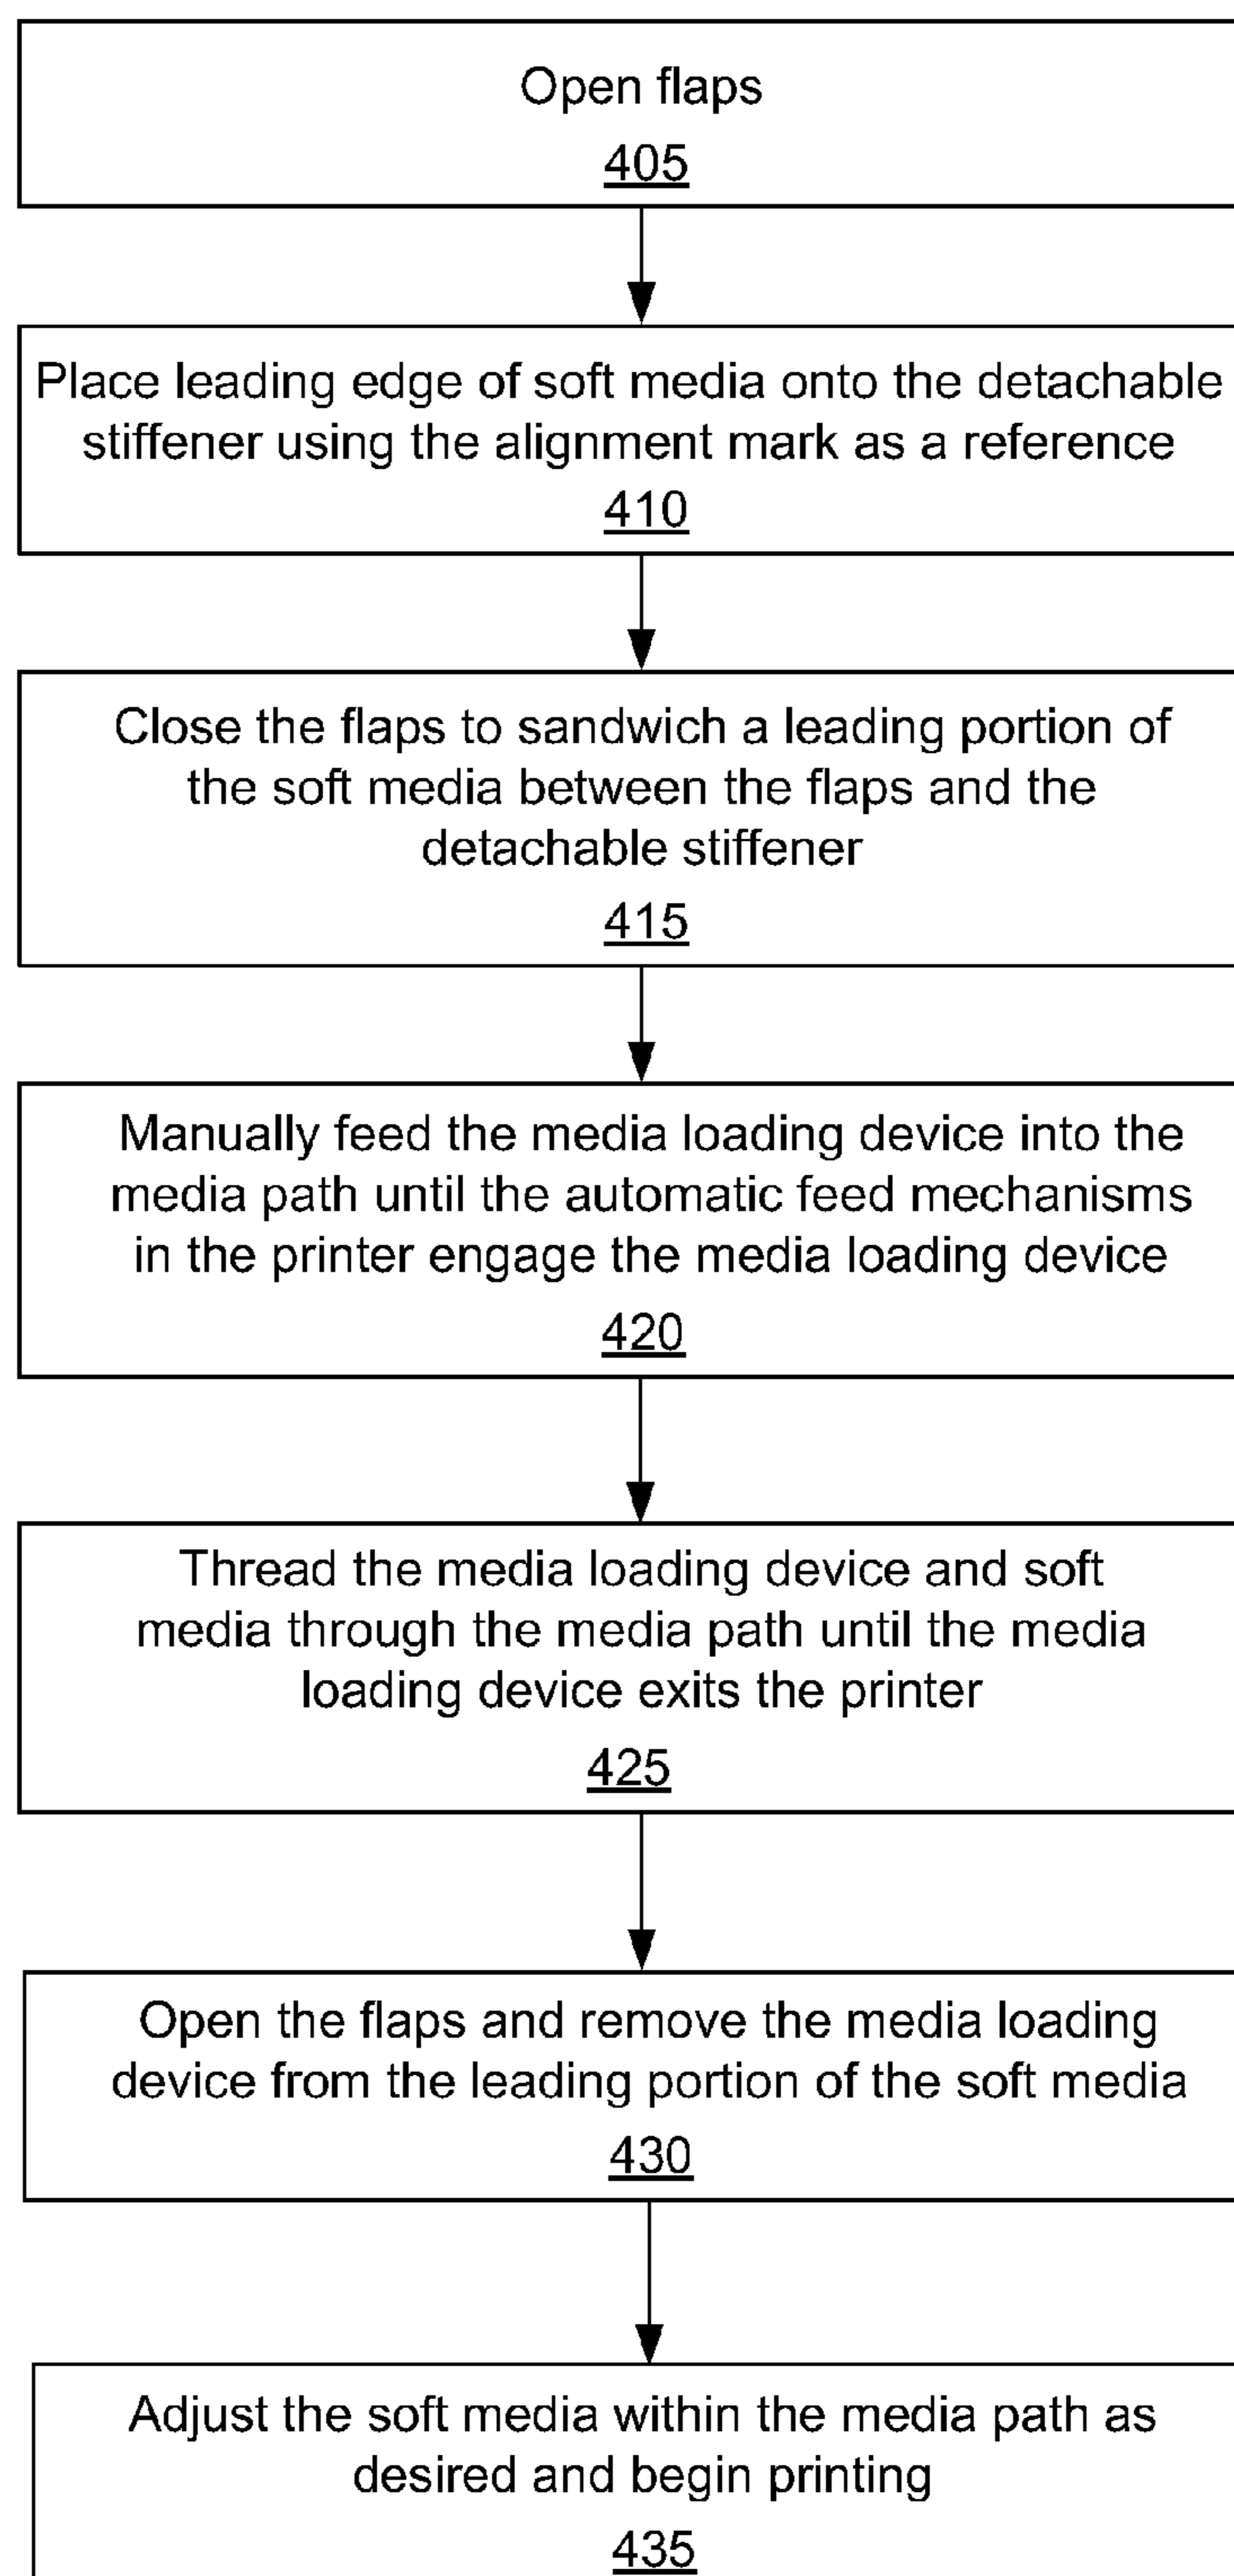 Open flaps
405
Place leading edge of soft media onto the detachable
stiffener using the alignment mark as a reference
410
Close the flaps to sandwich a leading portion of
the soft media between the flaps and the
detachable stiffener
415
Manually feed the media loading device into the
media path until the automatic feed mechanisms
in the printer engage the media loading device
420
Thread the media loading device and soft
media through the media path until the media
loading device exits the printer
425
Open the flaps and remove the media loading
device from the leading portion of the soft media
430
Adjust the soft media within the media path as
desired and begin printing
435